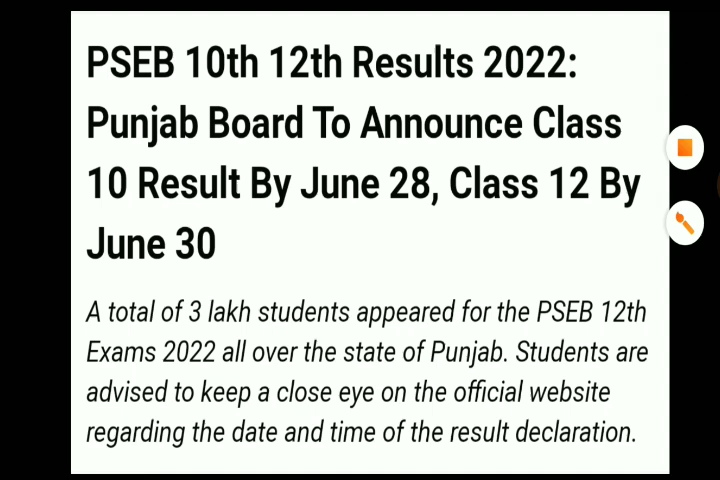 PSEB 10th 12th Results 2022:
Punjab Board To Announce Class
10 Result By June 28, Class 12 By
June 30
A total of 3 lakh students appeared for the PSEB 12th
Exams 2022 all over the state of Punjab. Students are
advised to keep a close eye on the official website
regarding the date and time of the result declaration.